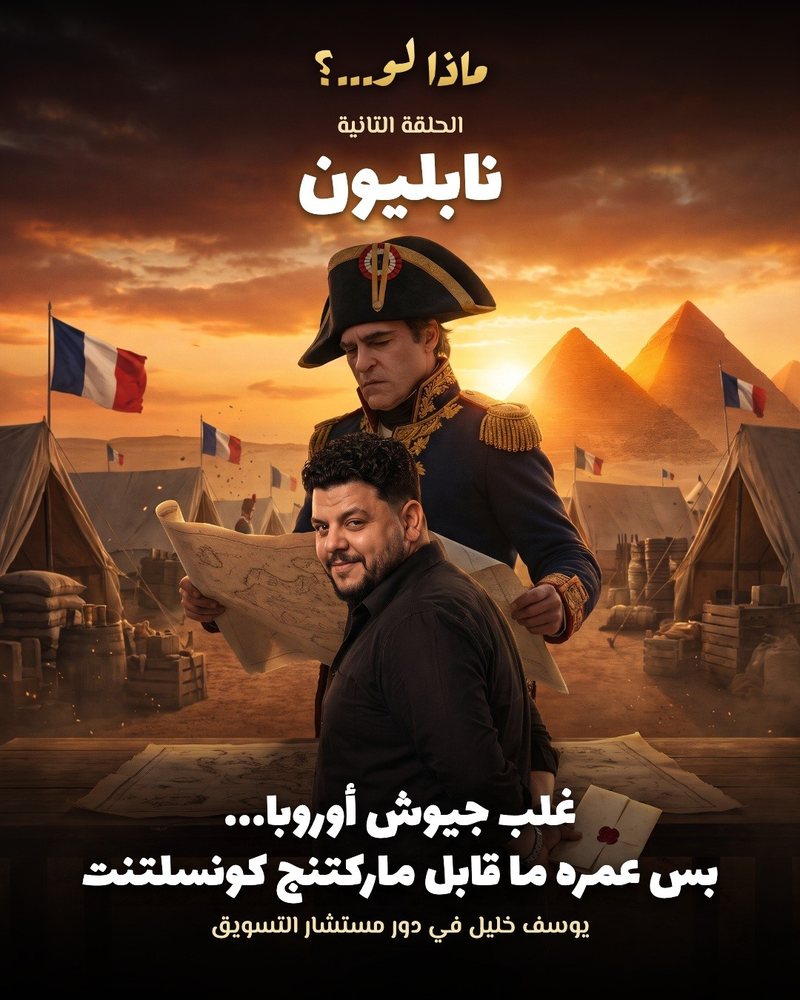 ماذا لو...؟
الحلقة التانية
نابليون
غلب جيوش أوروبا...
بس عمره ما قابل ماركتنج كونسلتنت
يوسف خليل في دور مستشار التسويق